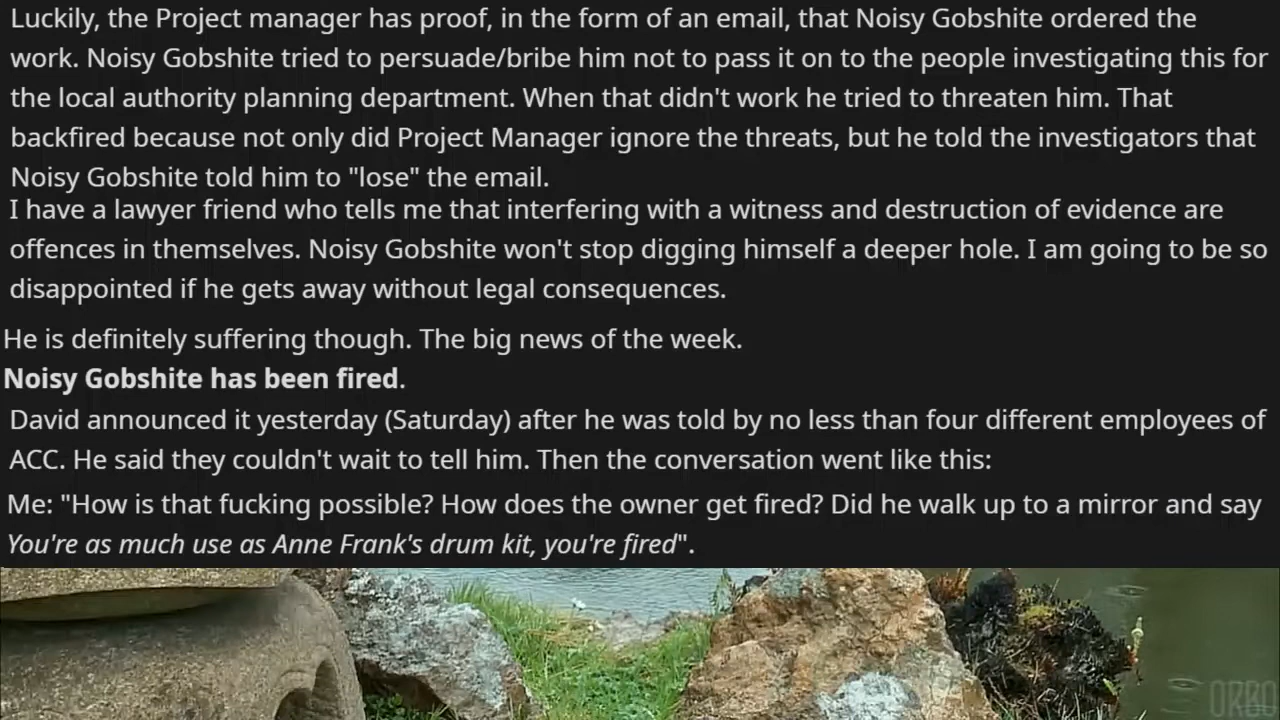 Luckily, the Project manager has proof, in the form of an email, that Noisy Gobshite ordered the
work. Noisy Gobshite tried to persuade/bribe him not to pass it on to the people investigating this for
the local authority planning department. When that didn't work he tried to threaten him. That
backfired because not only did Project Manager ignore the threats, but he told the investigators that
Noisy Gobshite told him to "lose" the email.
I have a lawyer friend who tells me that interfering with a witness and destruction of evidence are
offences in themselves. Noisy Gobshite won't stop digging himself a deeper hole. I am going to be so
disappointed if he gets away without legal consequences.
He is definitely suffering though. The big news of the week.
Noisy Gobshite has been fired.
David announced it yesterday (Saturday) after he was told by no less than four different employees of
ACC. He said they couldn't wait to tell him. Then the conversation went like this:
Me: "How is that fucking possible? How does the owner get fired? Did he walk up to a mirror and say
You're as much use as Anne Frank's drum kit, you're fired".
ORBO